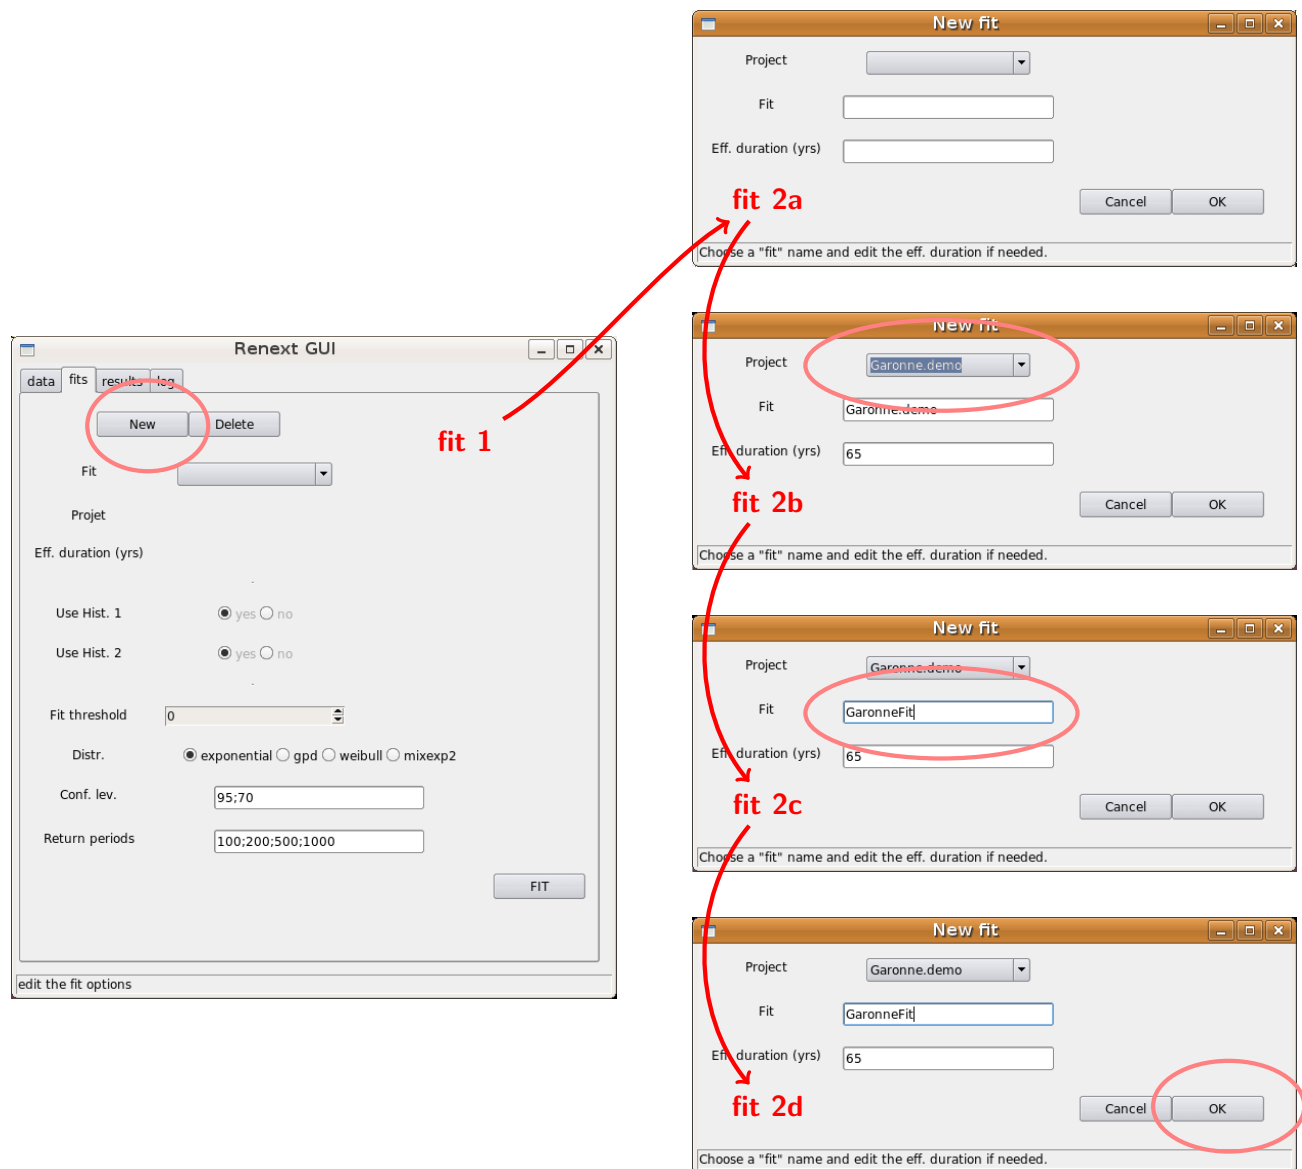 Renext GUI
data fits results log
New Delete
Fit
Projet
Eff. duration (yrs)
Use Hist. 1 yes no
Use Hist. 2 yes no
Fit threshold 0
Distr. exponential gpd weibull mixexp2
Conf. lev. 95;70
Return periods 100;200;500;1000
FIT
edit the fit options
fit 1
New fit
Project
Fit
Eff. duration (yrs)
fit 2a
Cancel OK
Choose a "fit" name and edit the eff. duration if needed.
New fit
Project Garonne.demo
Fit Garonne.demo
Eff. duration (yrs) 65
fit 2b
Cancel OK
Choose a "fit" name and edit the eff. duration if needed.
New fit
Project Garonne.demo
Fit GaronneFit
Eff. duration (yrs) 65
fit 2c
Cancel OK
Choose a "fit" name and edit the eff. duration if needed.
New fit
Project Garonne.demo
Fit GaronneFit
Eff. duration (yrs) 65
fit 2d
Cancel OK
Choose a "fit" name and edit the eff. duration if needed.